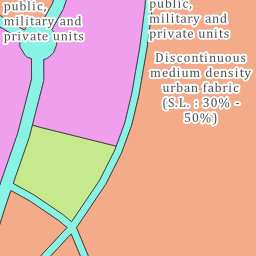 public,
military and
private units
public,
military and
private units
Discontinuous
medium density
urban fabric
(S.L. : 30% -
50%)